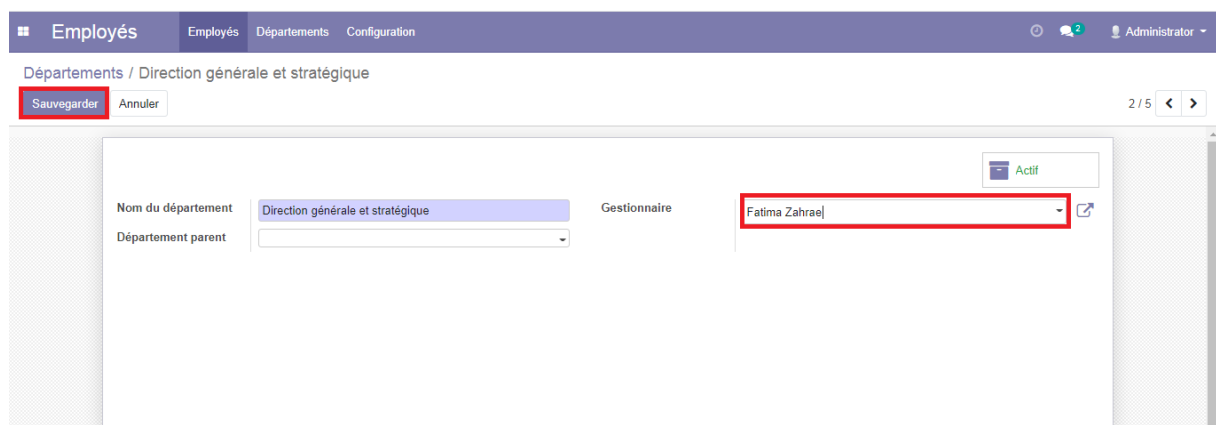 Employés Employés Départements Configuration 2 Administrator
Départements / Direction générale et stratégique
Sauvegarder Annuler 2 / 5
Actif
Nom du département Direction générale et stratégique Gestionnaire Fatima Zahrae
Département parent